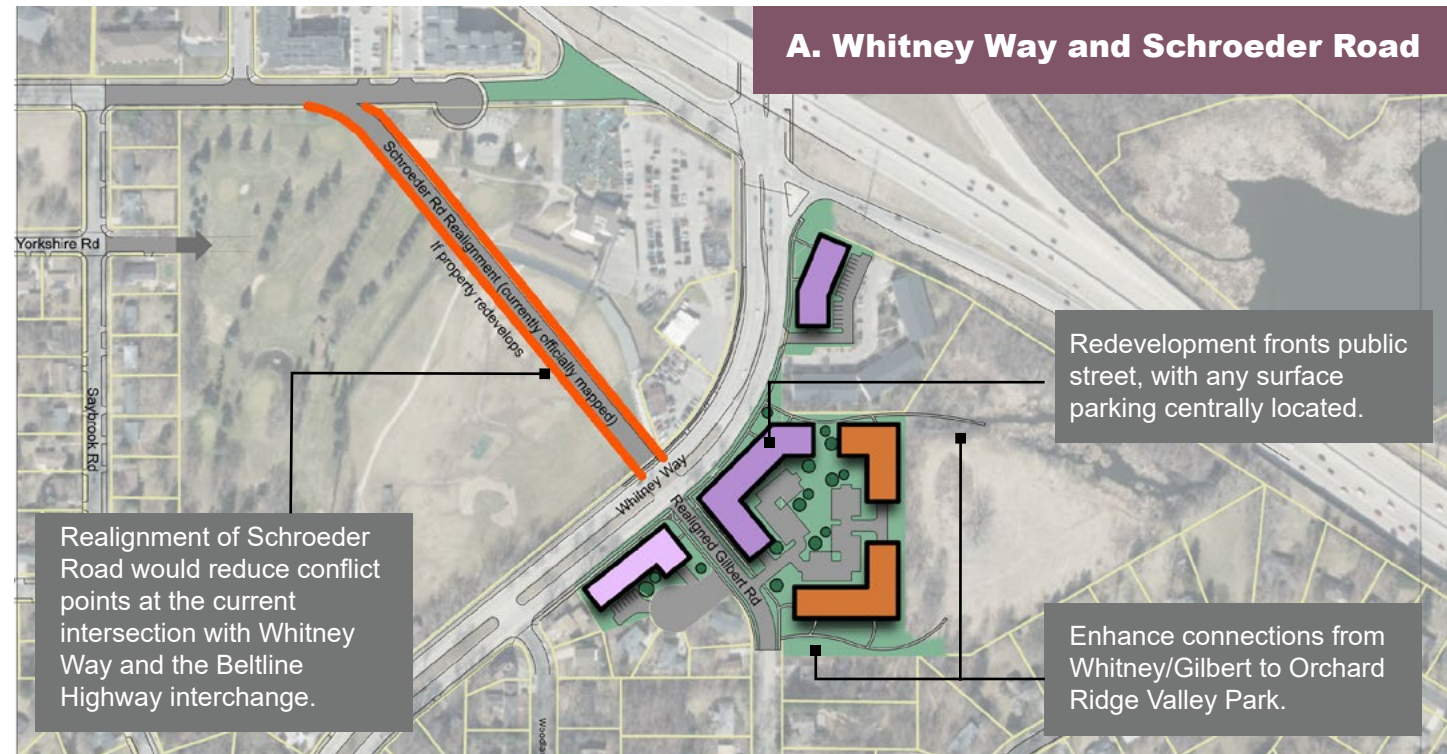 A. Whitney Way and Schroeder Road
Schroeder Rd Realignment (currently officially mapped)
If property redevelops
Yorkshire Rd
Saybrook Rd
Redevelopment fronts public
street, with any surface
parking centrally located.
Whitney Way
Realigned Gilbert Rd
Realignment of Schroeder
Road would reduce conflict
points at the current
intersection with Whitney
Way and the Beltline
Highway interchange.
Enhance connections from
Whitney/Gilbert to Orchard
Ridge Valley Park.